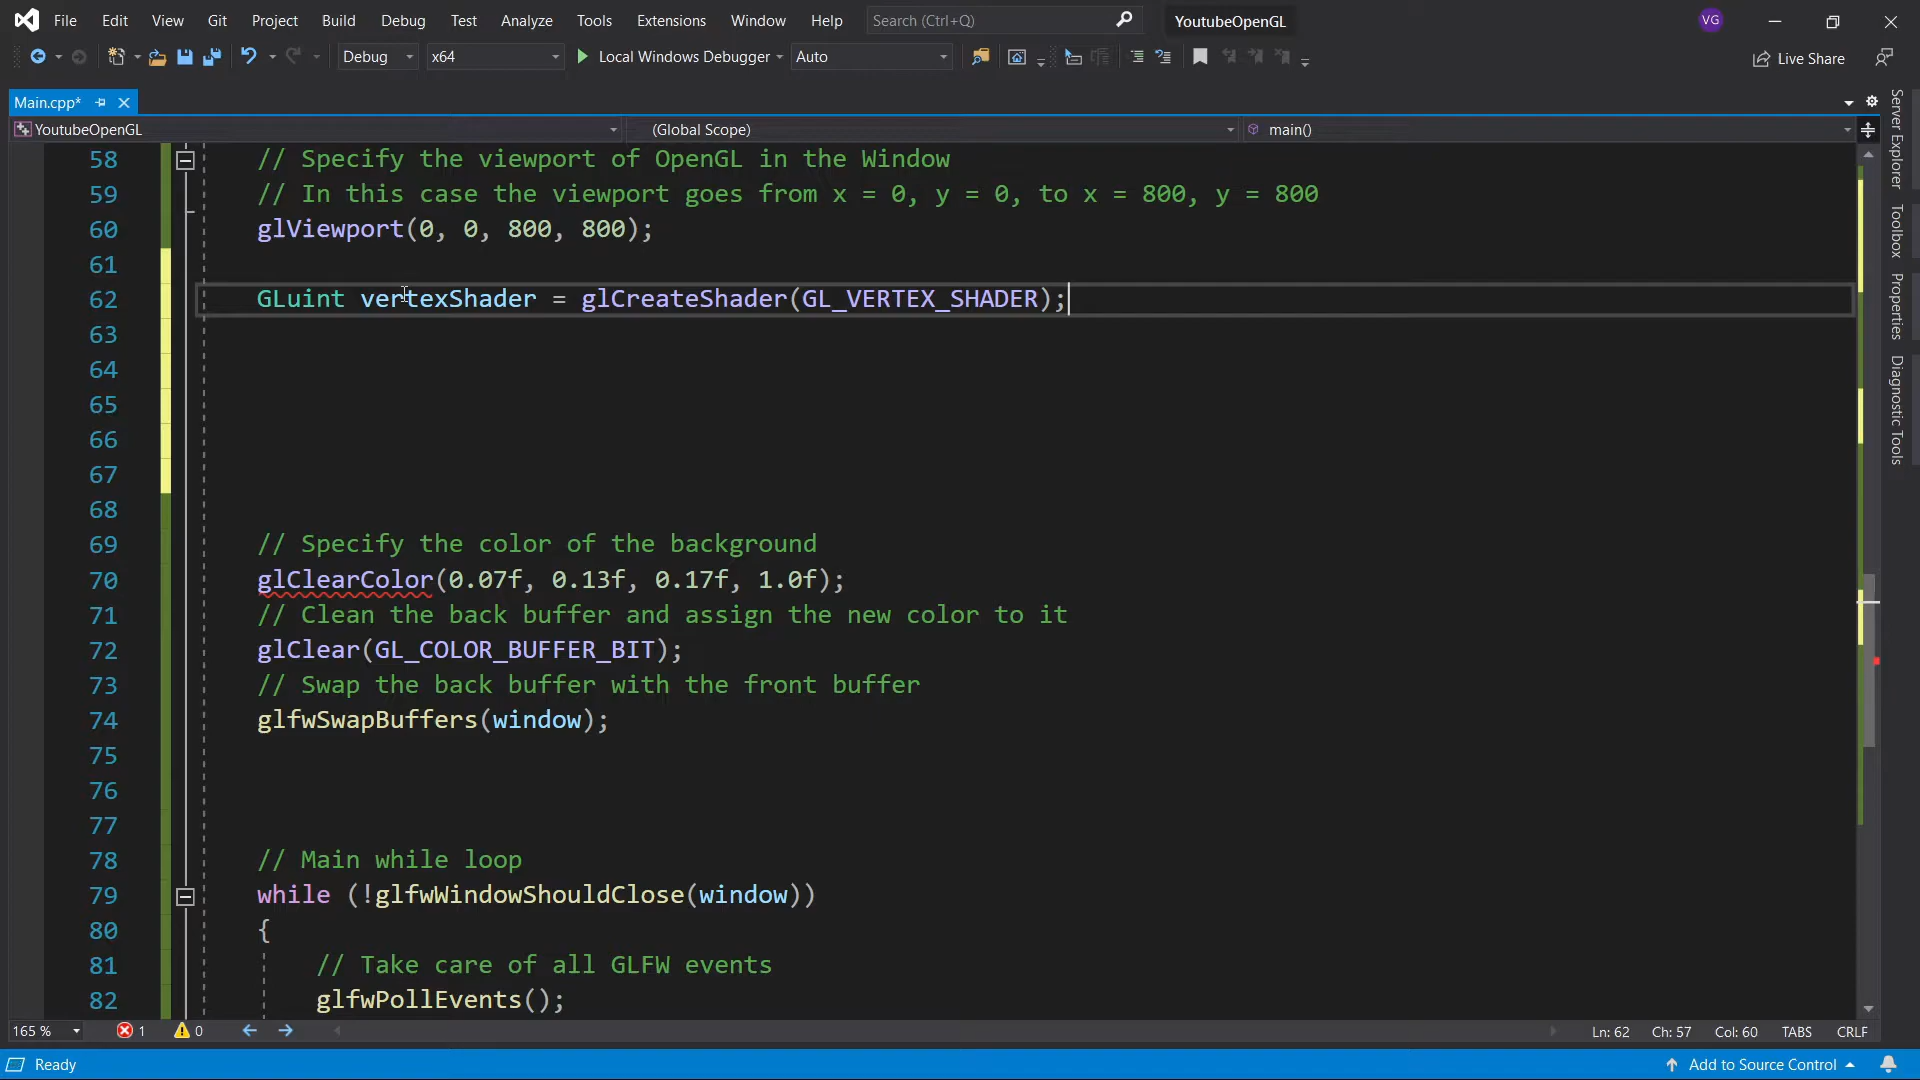 File Edit View Git Project Build Debug Test Analyze Tools Extensions Window Help Search (Ctrl+Q) YoutubeOpenGL VG
Debug x64 Local Windows Debugger Auto Live Share
Main.cpp*
YoutubeOpenGL (Global Scope) main()
58 // Specify the viewport of OpenGL in the Window
59 // In this case the viewport goes from x = 0, y = 0, to x = 800, y = 800
60 glViewport(0, 0, 800, 800);
61
62 GLuint vertexShader = glCreateShader(GL_VERTEX_SHADER);
63
64
65
66
67
68
69 // Specify the color of the background
70 glClearColor(0.07f, 0.13f, 0.17f, 1.0f);
71 // Clean the back buffer and assign the new color to it
72 glClear(GL_COLOR_BUFFER_BIT);
73 // Swap the back buffer with the front buffer
74 glfwSwapBuffers(window);
75
76
77
78 // Main while loop
79 while (!glfwWindowShouldClose(window))
80 {
81 // Take care of all GLFW events
82 glfwPollEvents();
Server Explorer
Toolbox
Properties
Diagnostic Tools
165 % 1 0 Ln: 62 Ch: 57 Col: 60 TABS CRLF
Ready Add to Source Control